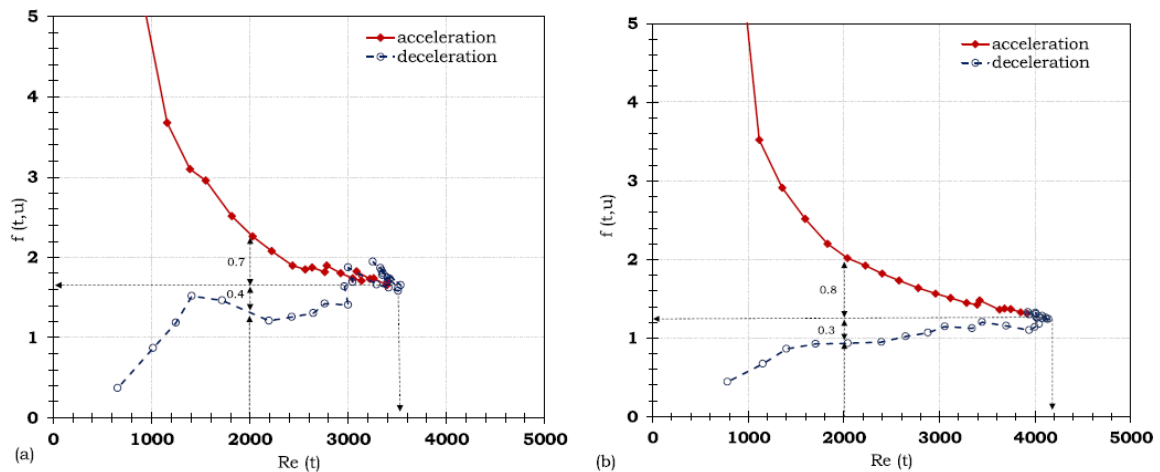 5
4
3
2
1
0
f (t,u)
acceleration
deceleration
0.7
0.4
0
1000
2000
3000
4000
5000
(a)
Re (t)
5
4
3
2
1
0
f (t,u)
acceleration
deceleration
0.8
0.3
0
1000
2000
3000
4000
5000
(b)
Re (t)